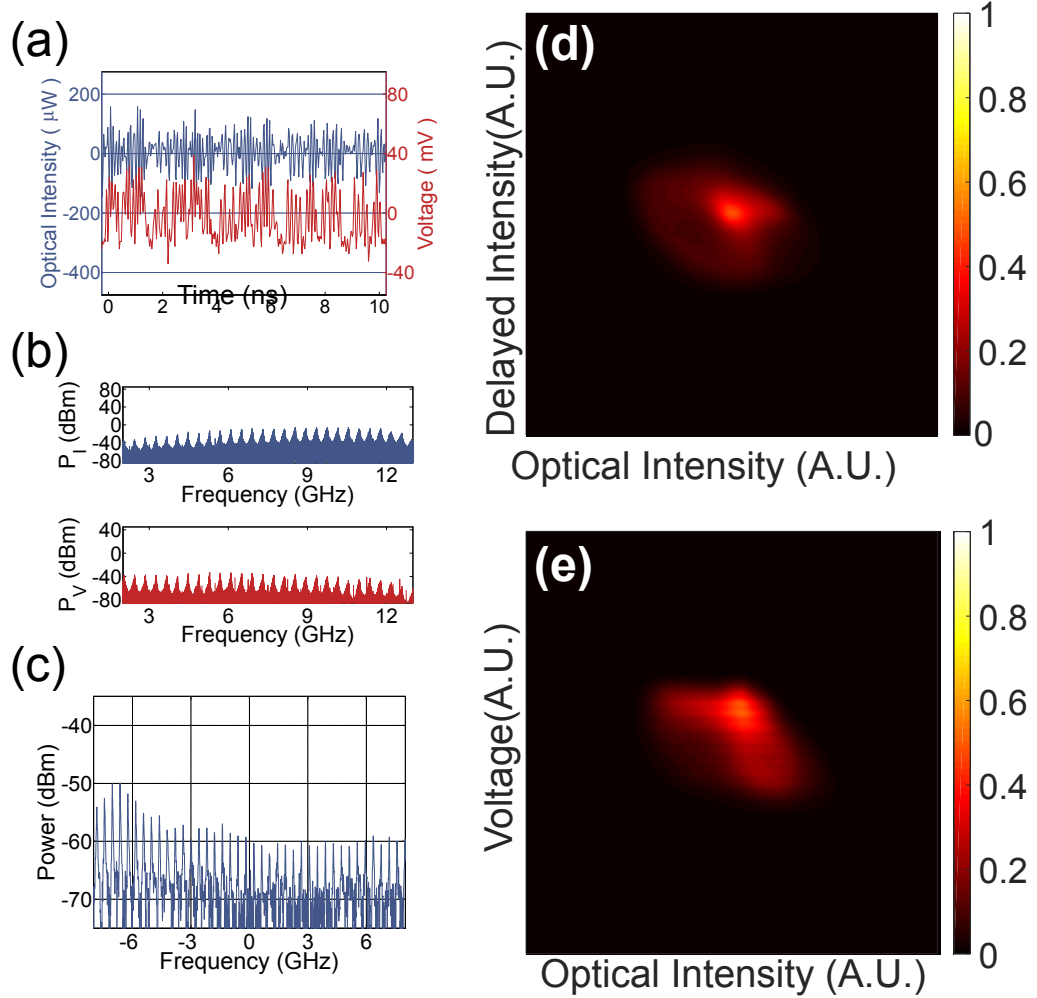 (a)
Optical Intensity ( μW )
200
0
-200
-400
80
40
0
-40
Voltage ( mV )
0 2 4 6 8 10
Time (ns)
(b)
P_I (dBm)
80
40
0
-40
-80
3 6 9 12
Frequency (GHz)
P_V (dBm)
40
0
-40
-80
3 6 9 12
Frequency (GHz)
(c)
Power (dBm)
-40
-50
-60
-70
-6 -3 0 3 6
Frequency (GHz)
(d)
Delayed Intensity(A.U.)
Optical Intensity (A.U.)
1
0.8
0.6
0.4
0.2
0
(e)
Voltage(A.U.)
Optical Intensity (A.U.)
1
0.8
0.6
0.4
0.2
0